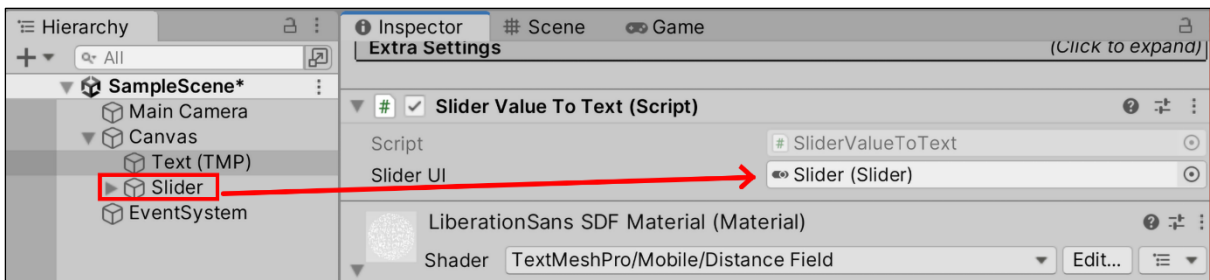 Hierarchy
All
SampleScene*
Main Camera
Canvas
Text (TMP)
Slider
EventSystem
Inspector Scene Game
Extra Settings (Click to expand)
# Slider Value To Text (Script)
Script # SliderValueToText
Slider UI Slider (Slider)
LiberationSans SDF Material (Material)
Shader TextMeshPro/Mobile/Distance Field Edit...